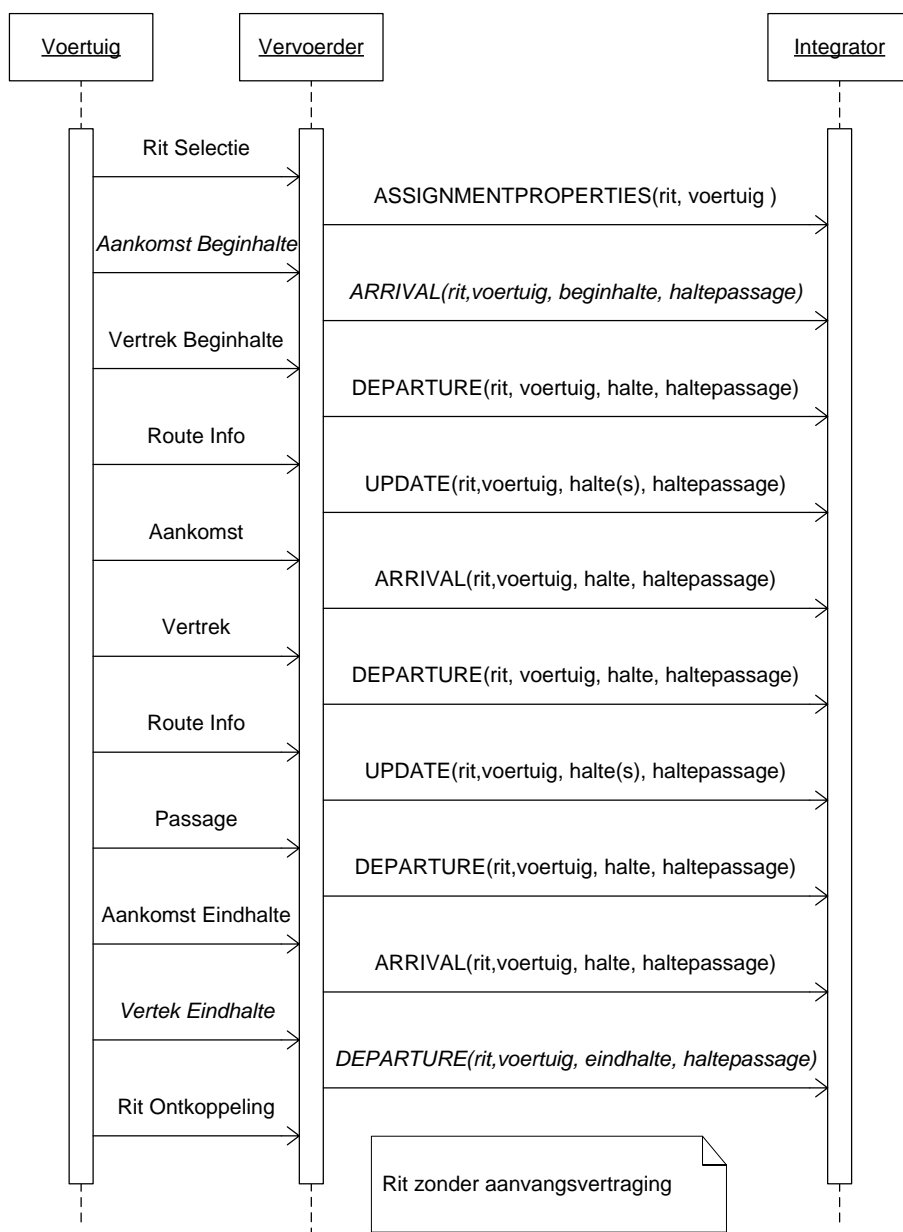 Voertuig
Vervoerder
Integrator
Rit Selectie
ASSIGNMENTPROPERTIES(rit, voertuig )
Aankomst Beginhalte
ARRIVAL(rit,voertuig, beginhalte, haltepassage)
Vertrek Beginhalte
DEPARTURE(rit, voertuig, halte, haltepassage)
Route Info
UPDATE(rit,voertuig, halte(s), haltepassage)
Aankomst
ARRIVAL(rit,voertuig, halte, haltepassage)
Vertrek
DEPARTURE(rit, voertuig, halte, haltepassage)
Route Info
UPDATE(rit,voertuig, halte(s), haltepassage)
Passage
DEPARTURE(rit,voertuig, halte, haltepassage)
Aankomst Eindhalte
ARRIVAL(rit,voertuig, halte, haltepassage)
Vertek Eindhalte
DEPARTURE(rit,voertuig, eindhalte, haltepassage)
Rit Ontkoppeling
Rit zonder aanvangsvertraging